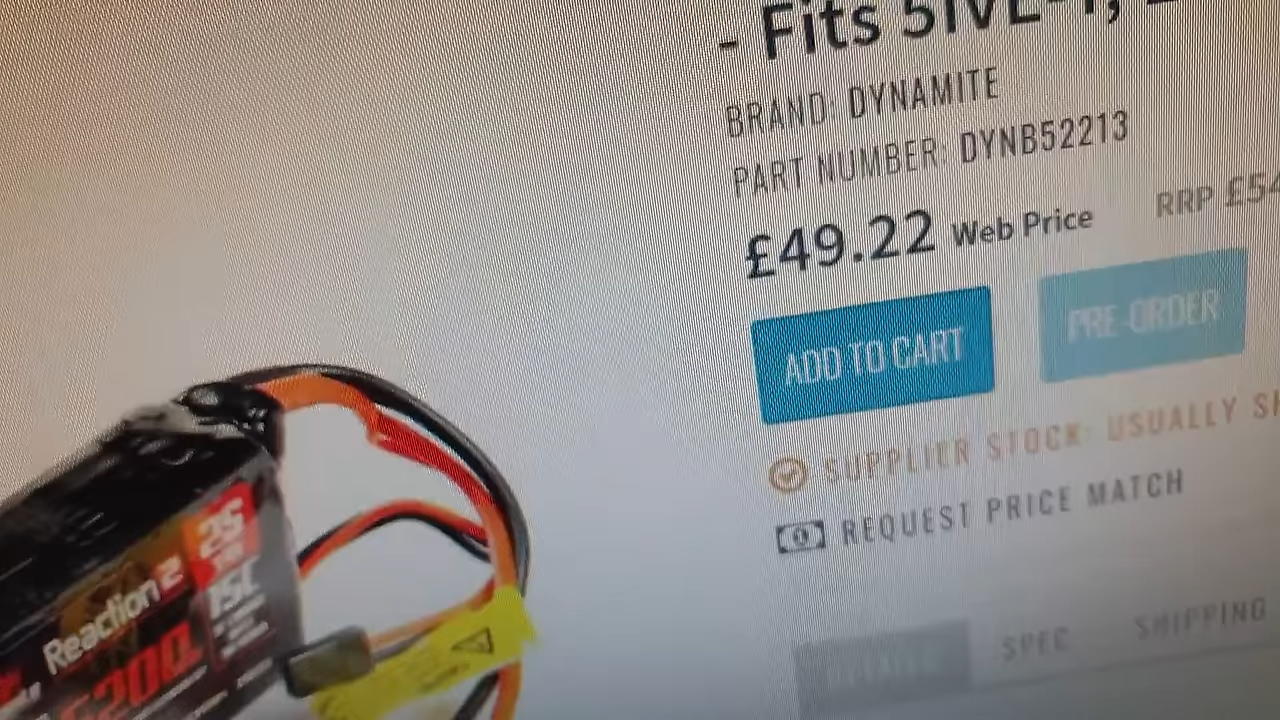 - Fits 5IVE-T,
BRAND: DYNAMITE
PART NUMBER: DYNB52213
£49.22 Web Price RRP £54
ADD TO CART
PRE-ORDER
SUPPLIER STOCK: USUALLY
REQUEST PRICE MATCH
SPEC
SHIPPING
2S
15C
Reaction 2